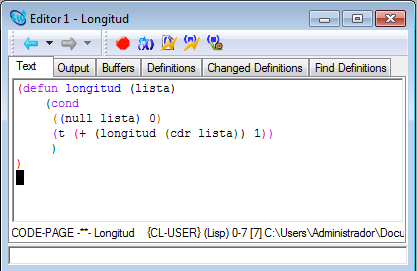 Editor 1 - Longitud
Text Output Buffers Definitions Changed Definitions Find Definitions
(defun longitud (lista)
(cond
((null lista) 0)
(t (+ (longitud (cdr lista)) 1))
)
)
CODE-PAGE -**- Longitud {CL-USER} (Lisp) 0-7 [7] C:\Users\Administrador\Docu